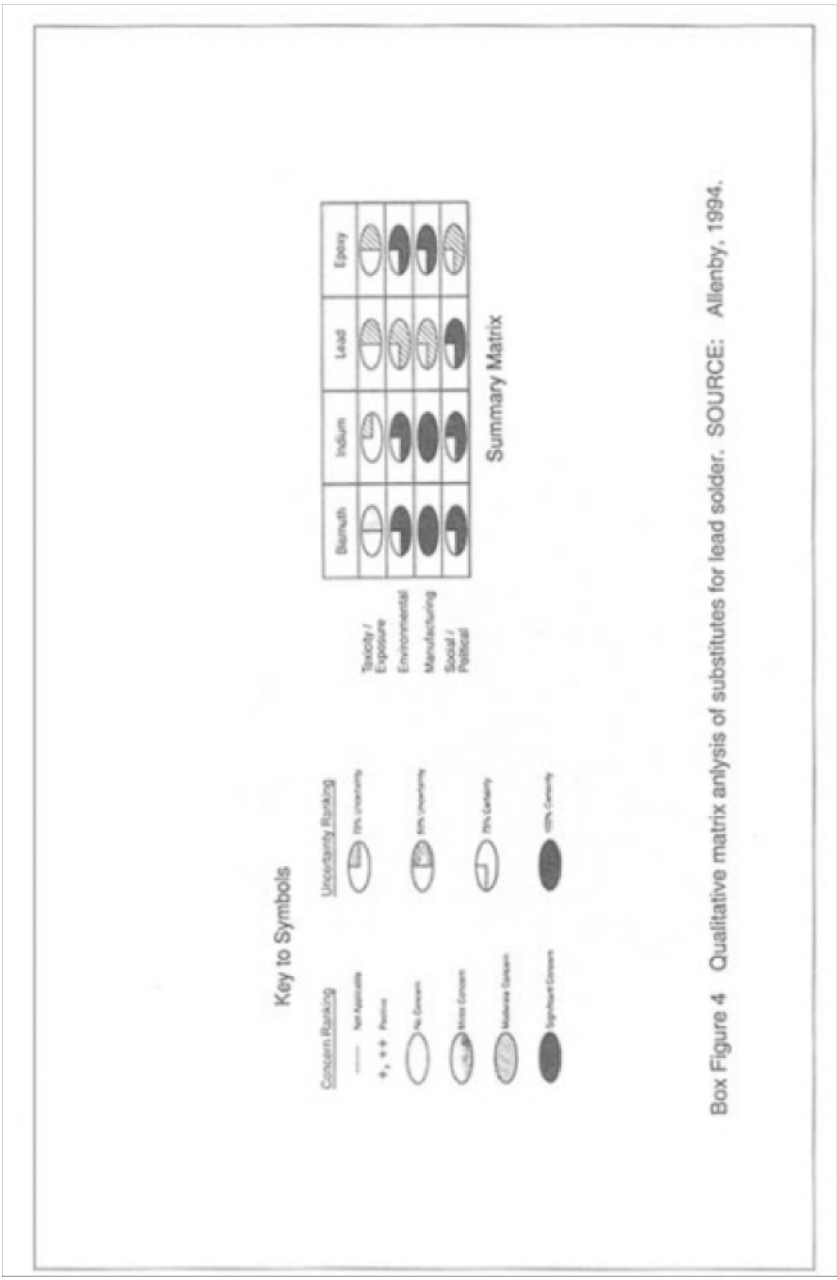 Key to Symbols
Concern Ranking
Uncertainty Ranking
Not Applicable
+, ++ Positive
No Concern
Minor Concern
Moderate Concern
Significant Concern
75% Uncertainty
50% Uncertainty
75% Certainty
100% Certainty
Bismuth
Indium
Lead
Epoxy
Toxicity /
Exposure
Environmental
Manufacturing
Social /
Political
Summary Matrix
Box Figure 4 Qualitative matrix anlysis of substitutes for lead solder. SOURCE: Allenby, 1994.